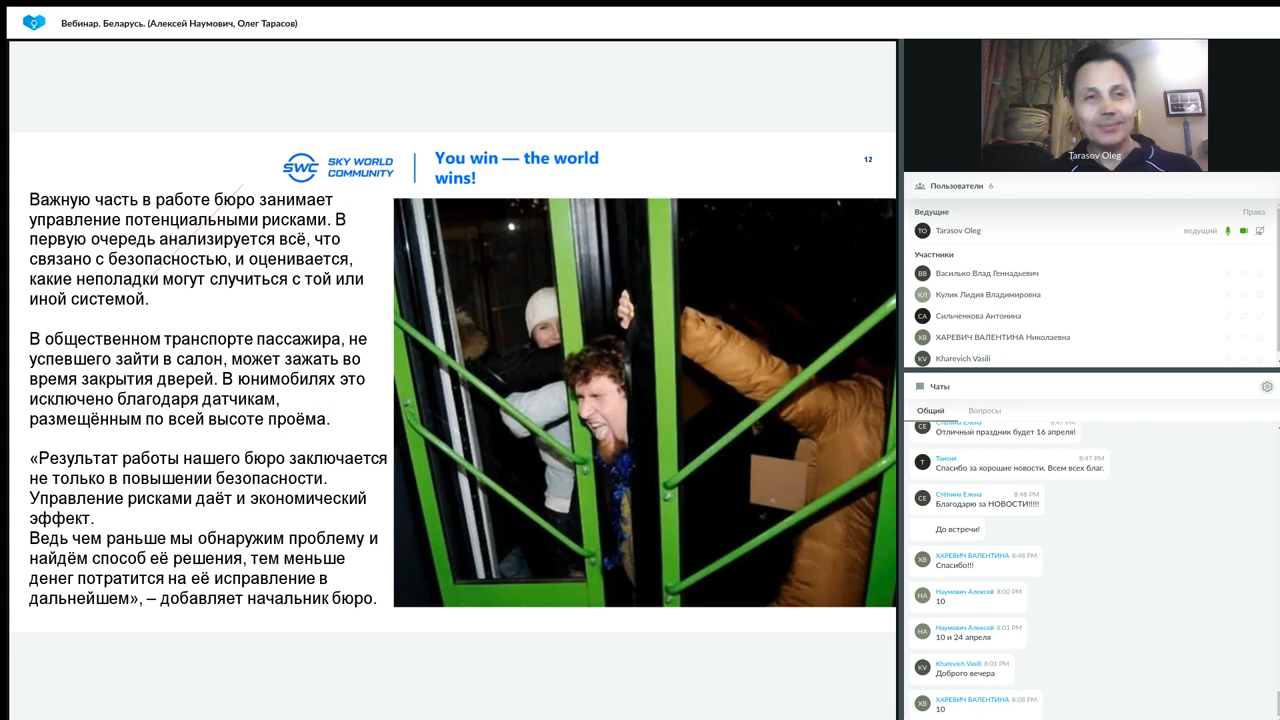 Вебинар. Беларусь. (Алексей Наумович, Олег Тарасов)
SWC
SKY WORLD
COMMUNITY
You win — the world
wins!
12
Важную часть в работе бюро занимает
управление потенциальными рисками. В
первую очередь анализируется всё, что
связано с безопасностью, и оценивается,
какие неполадки могут случиться с той или
иной системой.
В общественном транспорте пассажира, не
успевшего зайти в салон, может зажать во
время закрытия дверей. В юнимобилях это
исключено благодаря датчикам,
размещённым по всей высоте проёма.
«Результат работы нашего бюро заключается
не только в повышении безопасности.
Управление рисками даёт и экономический
эффект.
Ведь чем раньше мы обнаружим проблему и
найдём способ её решения, тем меньше
денег потратится на её исправление в
дальнейшем», – добавляет начальник бюро.
Tarasov Oleg
Пользователи 6
Ведущие Права
TO Tarasov Oleg ведущий
Участники
ВВ Василько Влад Геннадьевич
КЛ Кулик Лидия Владимировна
СА Сильченкова Антонина
ХВ ХАРЕВИЧ ВАЛЕНТИНА Николаевна
KV Kharevich Vasili
Чаты
Общий Вопросы
СЕ Стёпина Елена 8:47 PM
Отличный праздник будет 16 апреля!
Т Таисия 8:47 PM
Спасибо за хорошие новости. Всем всех благ.
СЕ Стёпина Елена 8:48 PM
Благодарю за НОВОСТИ!!!!!
До встречи!
ХВ ХАРЕВИЧ ВАЛЕНТИНА 8:48 PM
Спасибо!!!
НА Наумович Алексей 8:00 PM
10
НА Наумович Алексей 8:01 PM
10 и 24 апреля
KV Kharevich Vasili 8:01 PM
Доброго вечера
ХВ ХАРЕВИЧ ВАЛЕНТИНА 8:08 PM
10